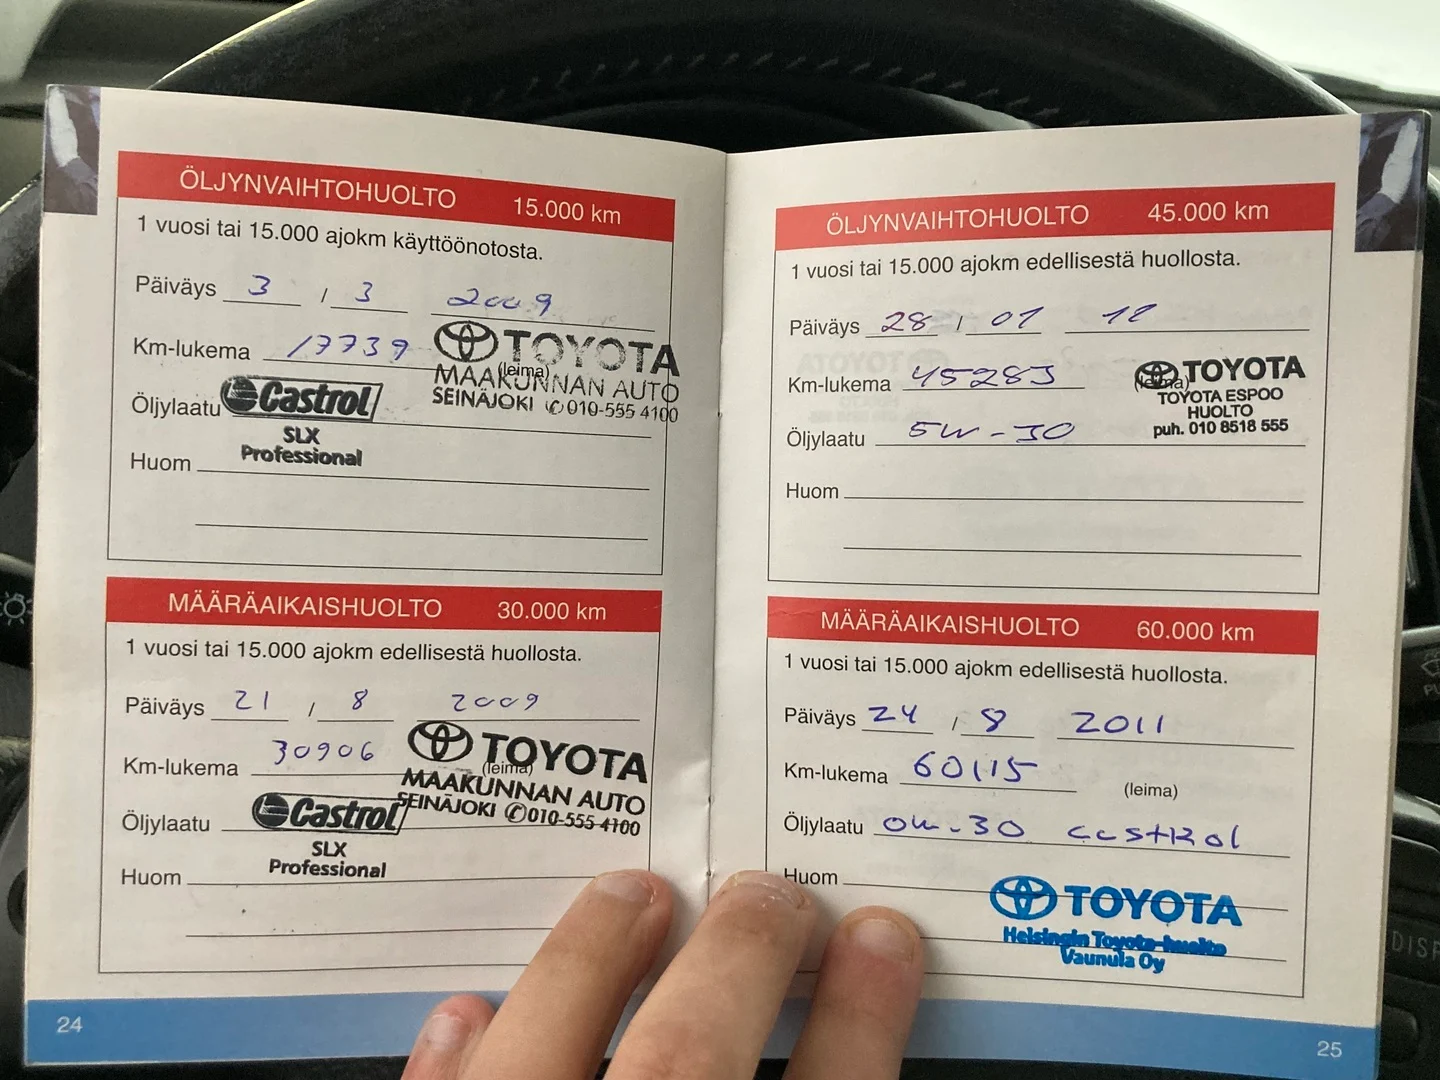 ÖLJYNVAIHTOHUOLTO 15.000 km
1 vuosi tai 15.000 ajokm käyttöönotosta.
Päiväys 3 / 3 2009
Km-lukema 17739
(leima)
TOYOTA
MAAKUNNAN AUTO
SEINÄJOKI ✆010-555 4100
Öljylaatu Castrol
SLX
Professional
Huom
MÄÄRÄAIKAISHUOLTO 30.000 km
1 vuosi tai 15.000 ajokm edellisestä huollosta.
Päiväys 21 / 8 2009
Km-lukema 30906
(leima)
TOYOTA
MAAKUNNAN AUTO
SEINÄJOKI ✆010-555 4100
Öljylaatu Castrol
SLX
Professional
Huom
24
ÖLJYNVAIHTOHUOLTO 45.000 km
1 vuosi tai 15.000 ajokm edellisestä huollosta.
Päiväys 28 / 01
Km-lukema 45283
(leima)
TOYOTA
TOYOTA ESPOO
HUOLTO
puh. 010 8518 555
Öljylaatu 5W-30
Huom
MÄÄRÄAIKAISHUOLTO 60.000 km
1 vuosi tai 15.000 ajokm edellisestä huollosta.
Päiväys 24 / 8 2011
Km-lukema 60115
(leima)
Öljylaatu 0W-30 castrol
Huom
TOYOTA
Helsingin Toyota-huolto
Vaunula Oy
25
DISP